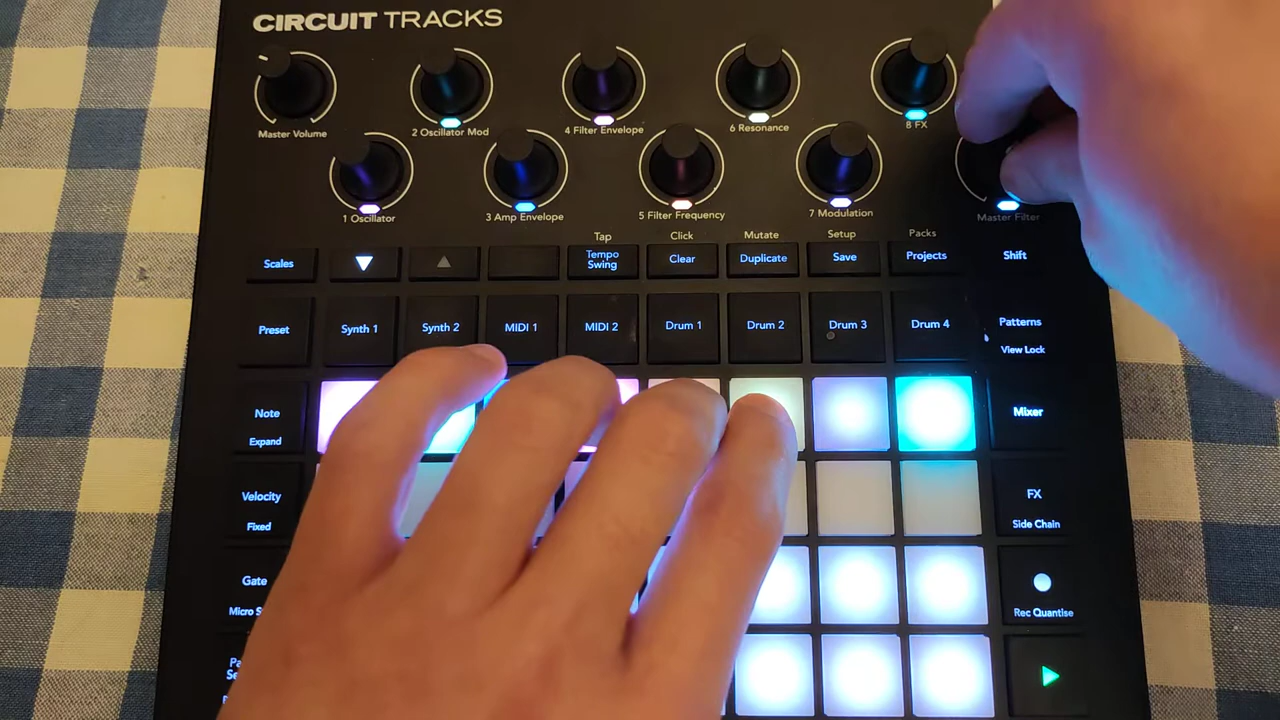 CIRCUIT TRACKS
Master Volume
2 Oscillator Mod
4 Filter Envelope
6 Resonance
8 FX
1 Oscillator
3 Amp Envelope
5 Filter Frequency
7 Modulation
Master Filter
Tap
Click
Mutate
Setup
Packs
Scales
Tempo
Swing
Clear
Duplicate
Save
Projects
Shift
Preset
Synth 1
Synth 2
MIDI 1
MIDI 2
Drum 1
Drum 2
Drum 3
Drum 4
Patterns
View Lock
Note
Expand
Mixer
Velocity
Fixed
FX
Side Chain
Gate
Micro
Rec Quantise